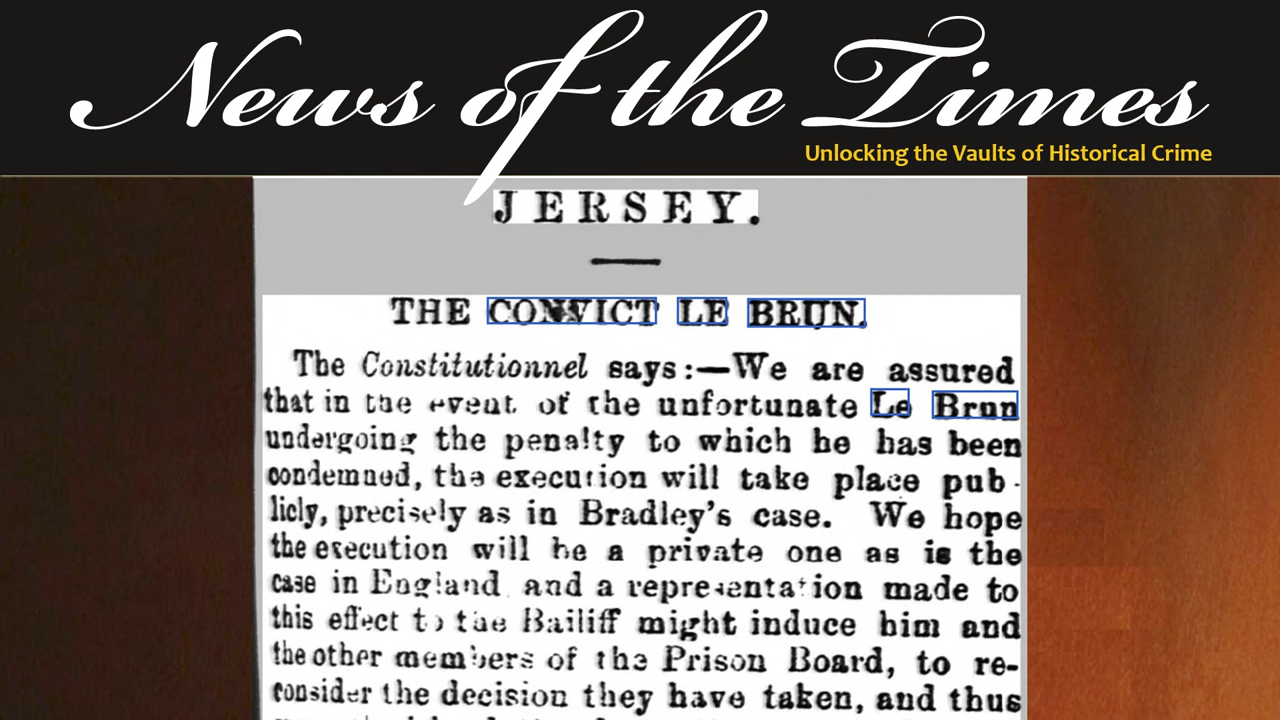 News of the Times
Unlocking the Vaults of Historical Crime
JERSEY.
THE CONVICT LE BRUN.
The Constitutionnel says:—We are assured
that in the event of the unfortunate Le Brun
undergoing the penalty to which he has been
condemned, the execution will take place pub-
licly, precisely as in Bradley's case. We hope
the execution will be a private one as is the
case in England and a representation made to
this effect to the Bailiff might induce him and
the other members of the Prison Board, to re-
consider the decision they have taken, and thus